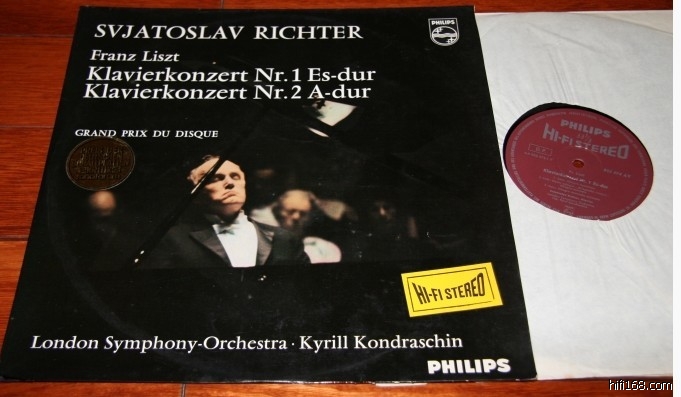 SVJATOSLAV RICHTER
PHILIPS
Franz Liszt
Klavierkonzert Nr. 1 Es-dur
Klavierkonzert Nr. 2 A-dur
GRAND PRIX DU DISQUE
HI-FI STEREO
London Symphony-Orchestra · Kyrill Kondraschin
PHILIPS
PHILIPS
HI-FI STEREO
hifi168.com